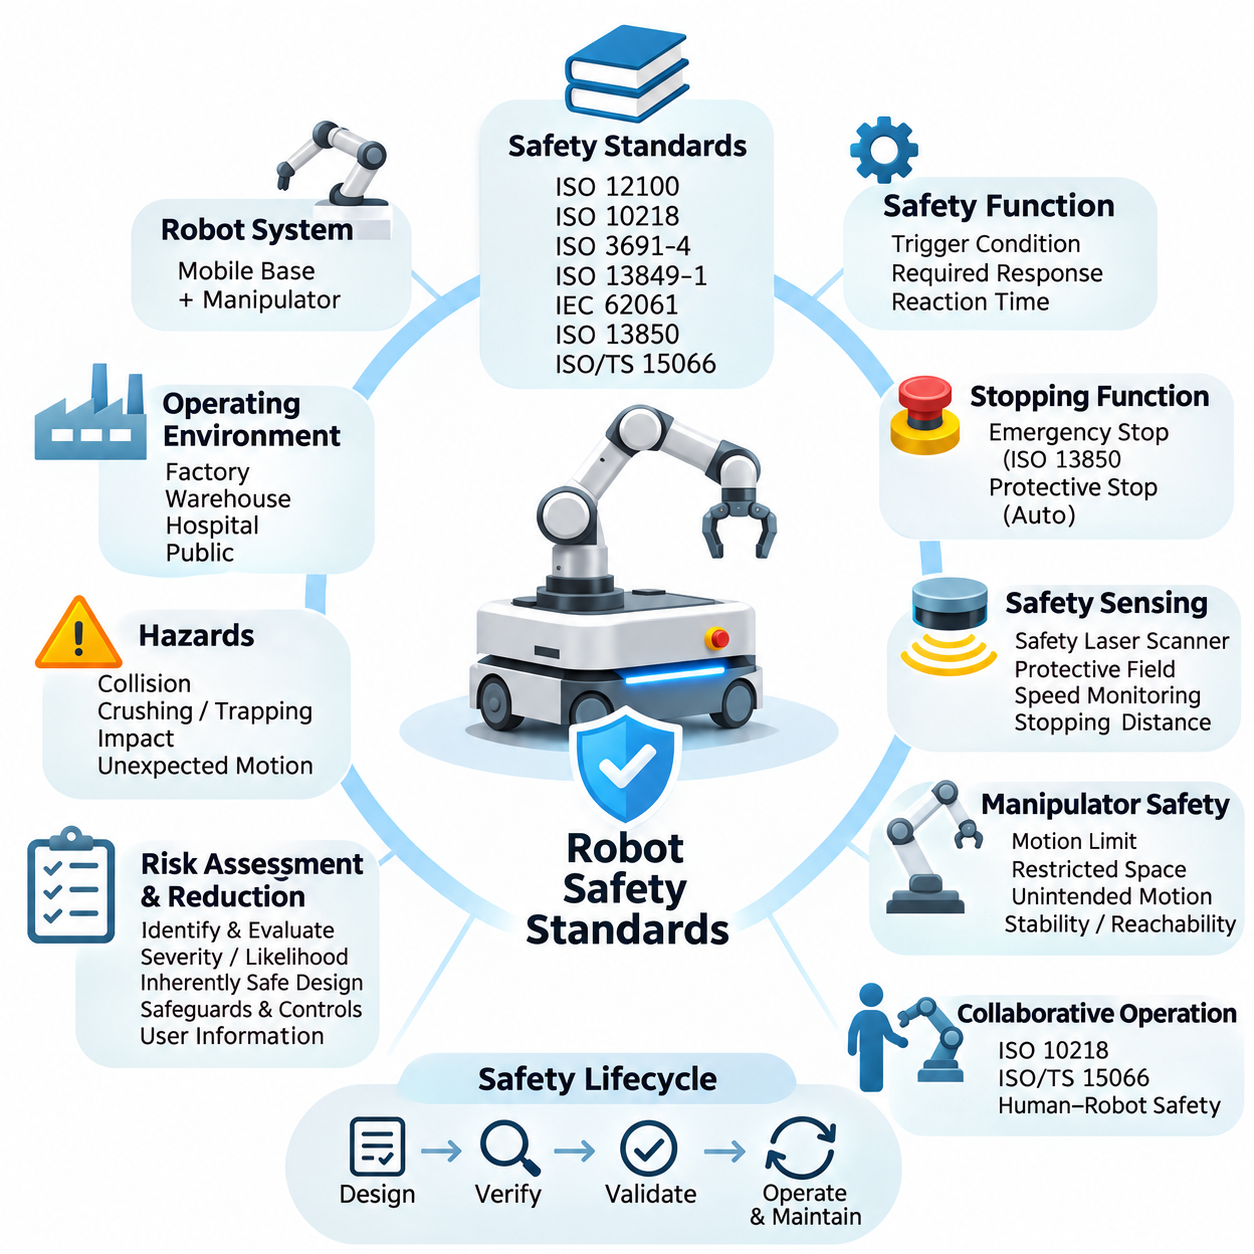 Safety Standards
ISO 12100
ISO 10218
ISO 3691-4
ISO 13849-1
IEC 62061
ISO 13850
ISO/TS 15066
Robot System
Mobile Base
+ Manipulator
Safety Function
Trigger Condition
Required Response
Reaction Time
Operating
Environment
Factory
Warehouse
Hospital
Public
Stopping Function
Emergency Stop
(ISO 13850
Protective Stop
(Auto)
Hazards
Collision
Crushing / Trapping
Impact
Unexpected Motion
Safety Sensing
Safety Laser Scanner
Protective Field
Speed Monitoring
Stopping Distance
Risk Assessment
& Reduction
Identify & Evaluate
Severity / Likelihood
Inherently Safe Design
Safeguards & Controls
User Information
Manipulator Safety
Motion Limit
Restricted Space
Unintended Motion
Stability / Reachability
Robot
Safety
Standards
Collaborative Operation
ISO 10218
ISO/TS 15066
Human–Robot Safety
Safety Lifecycle
Design
Verify
Validate
Operate
& Maintain